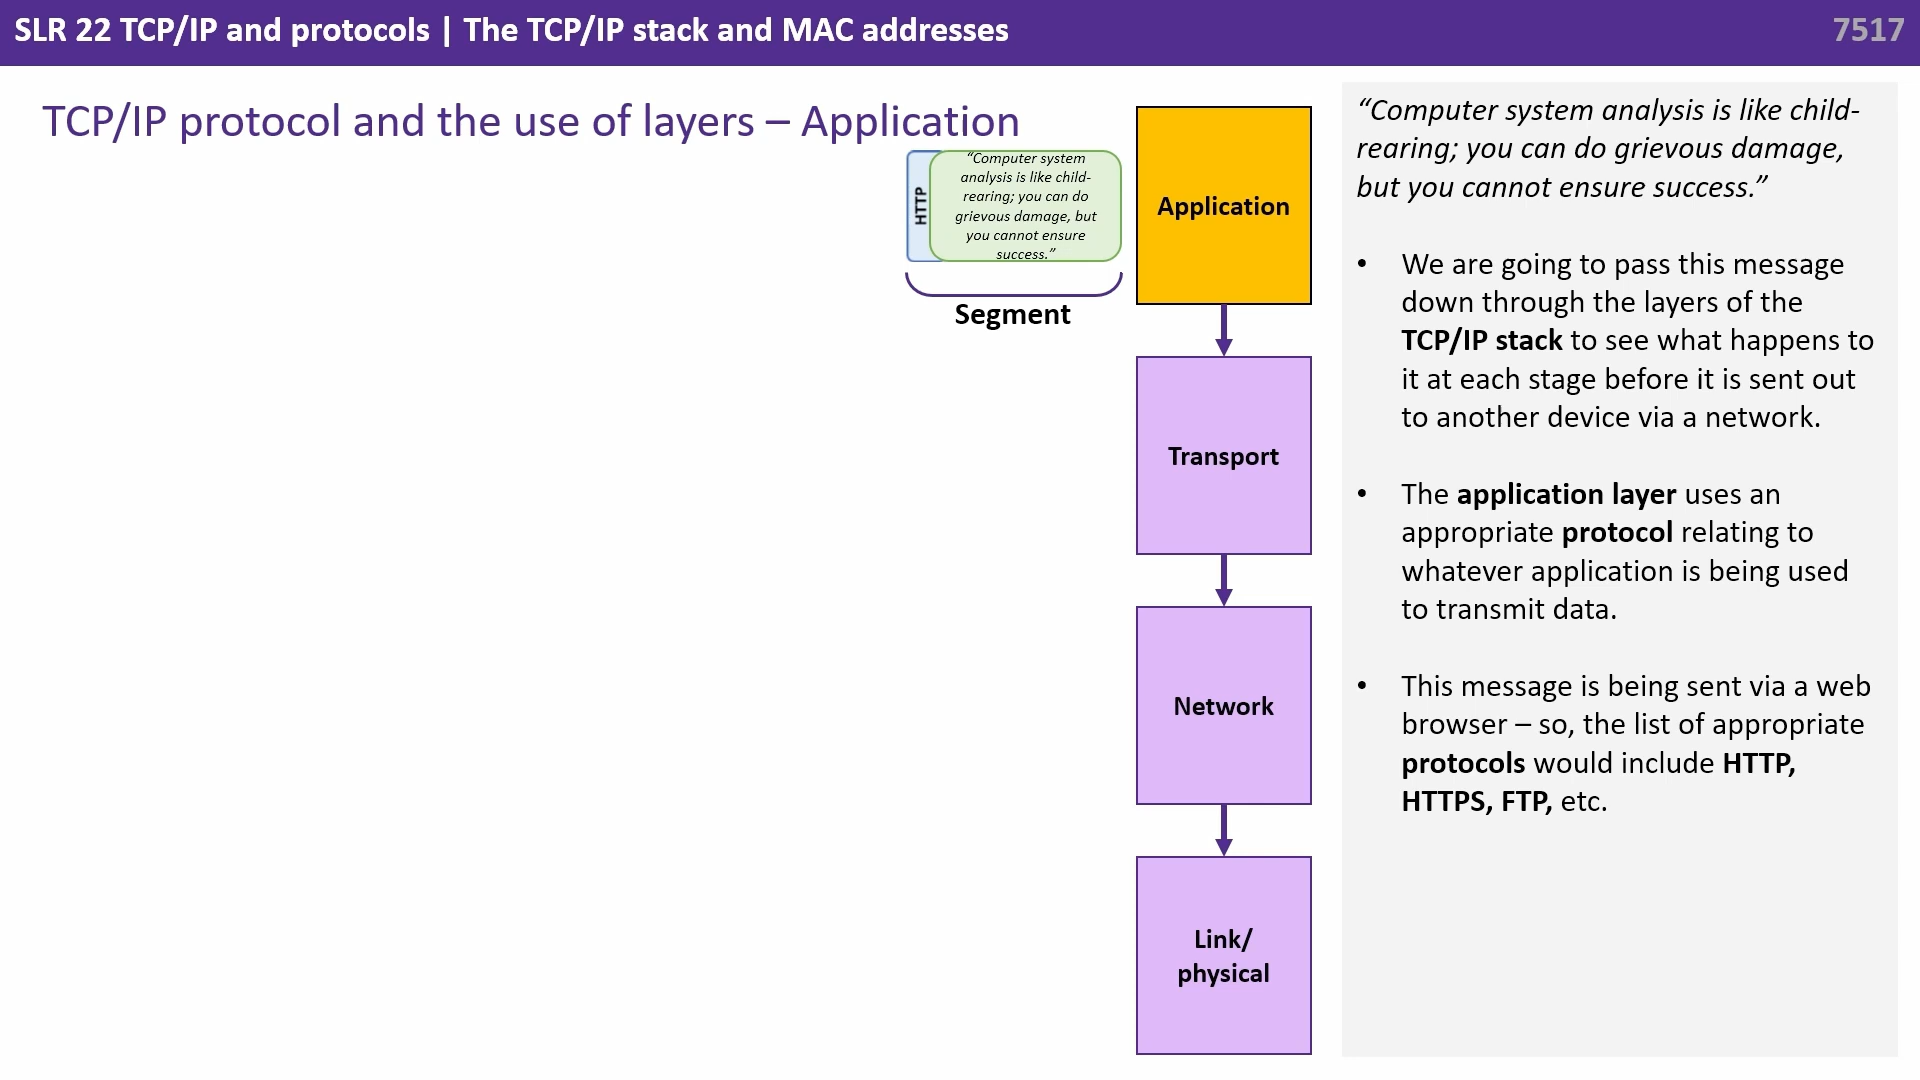 SLR 22 TCP/IP and protocols | The TCP/IP stack and MAC addresses
7517
TCP/IP protocol and the use of layers – Application
HTTP
“Computer system
analysis is like child-
rearing; you can do
grievous damage, but
you cannot ensure
success.”
Segment
Application
Transport
Network
Link/
physical
“Computer system analysis is like child-
rearing; you can do grievous damage,
but you cannot ensure success.”
• We are going to pass this message
down through the layers of the
TCP/IP stack to see what happens to
it at each stage before it is sent out
to another device via a network.
• The application layer uses an
appropriate protocol relating to
whatever application is being used
to transmit data.
• This message is being sent via a web
browser – so, the list of appropriate
protocols would include HTTP,
HTTPS, FTP, etc.